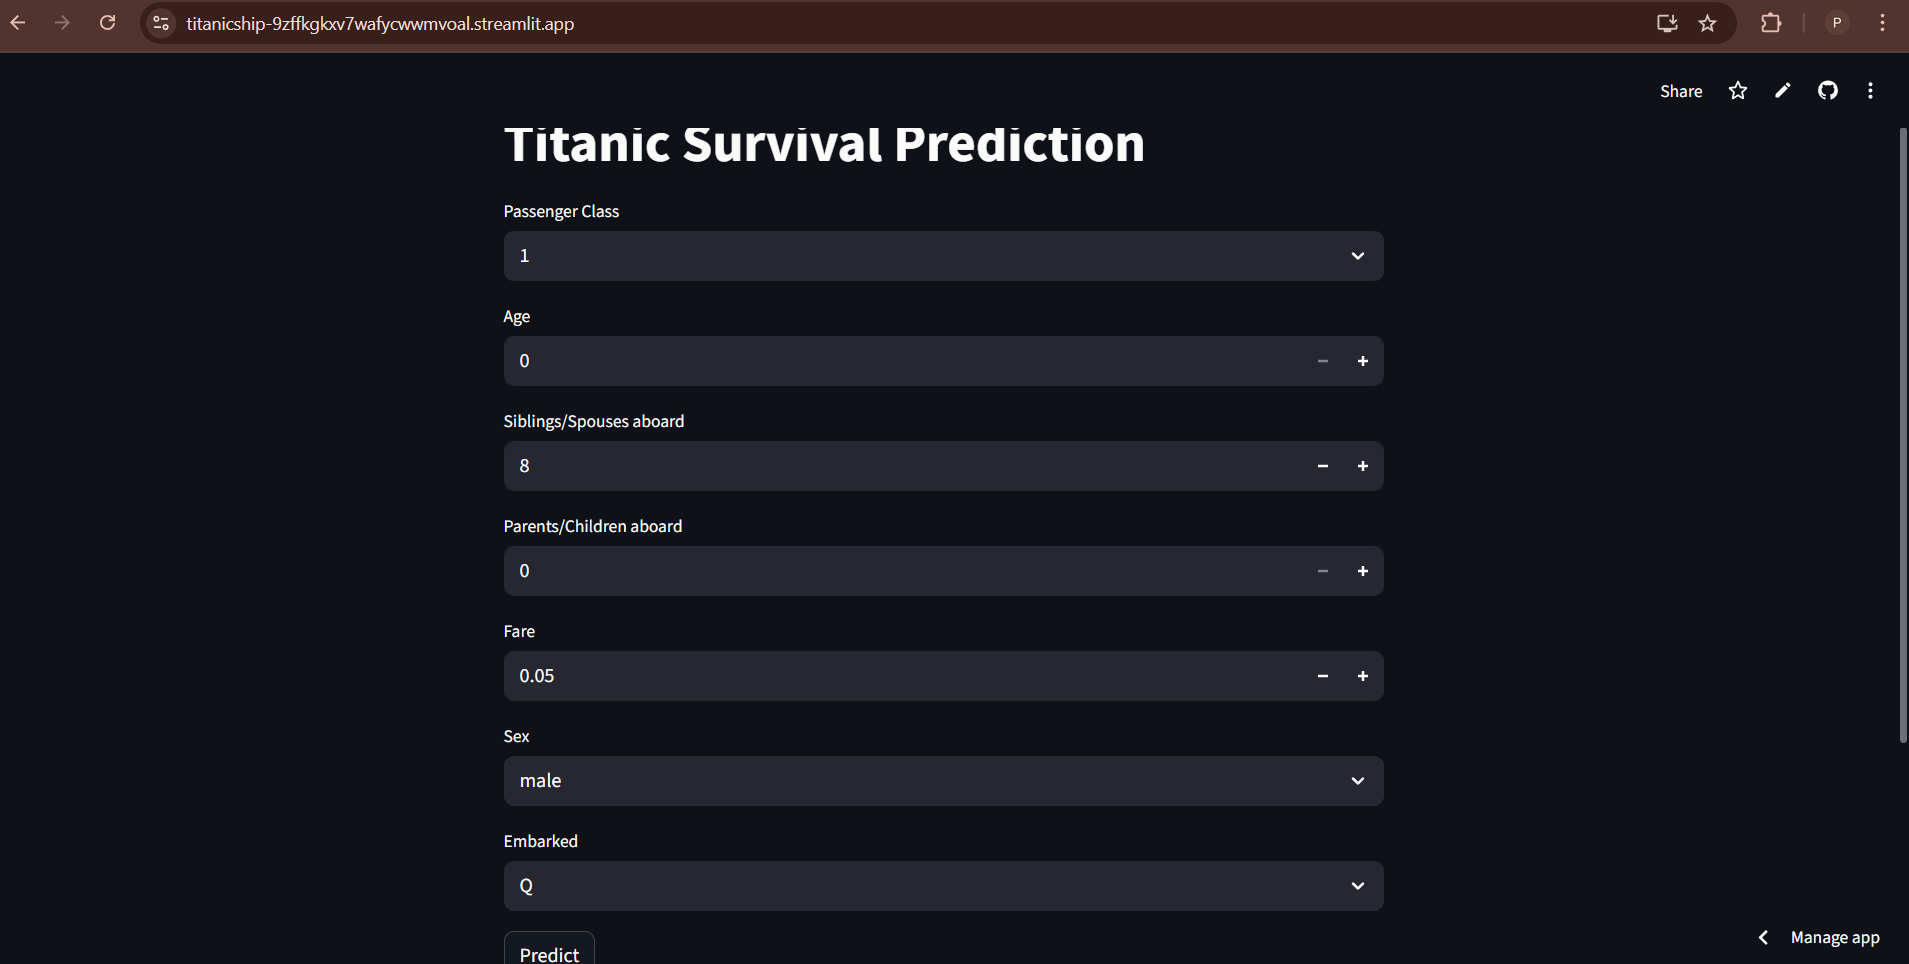 titanicship-9zffkgkxv7wafycwwmvoal.streamlit.app
P
Share
Titanic Survival Prediction
Passenger Class
1
Age
0
Siblings/Spouses aboard
8
Parents/Children aboard
0
Fare
0.05
Sex
male
Embarked
Q
Predict
Manage app